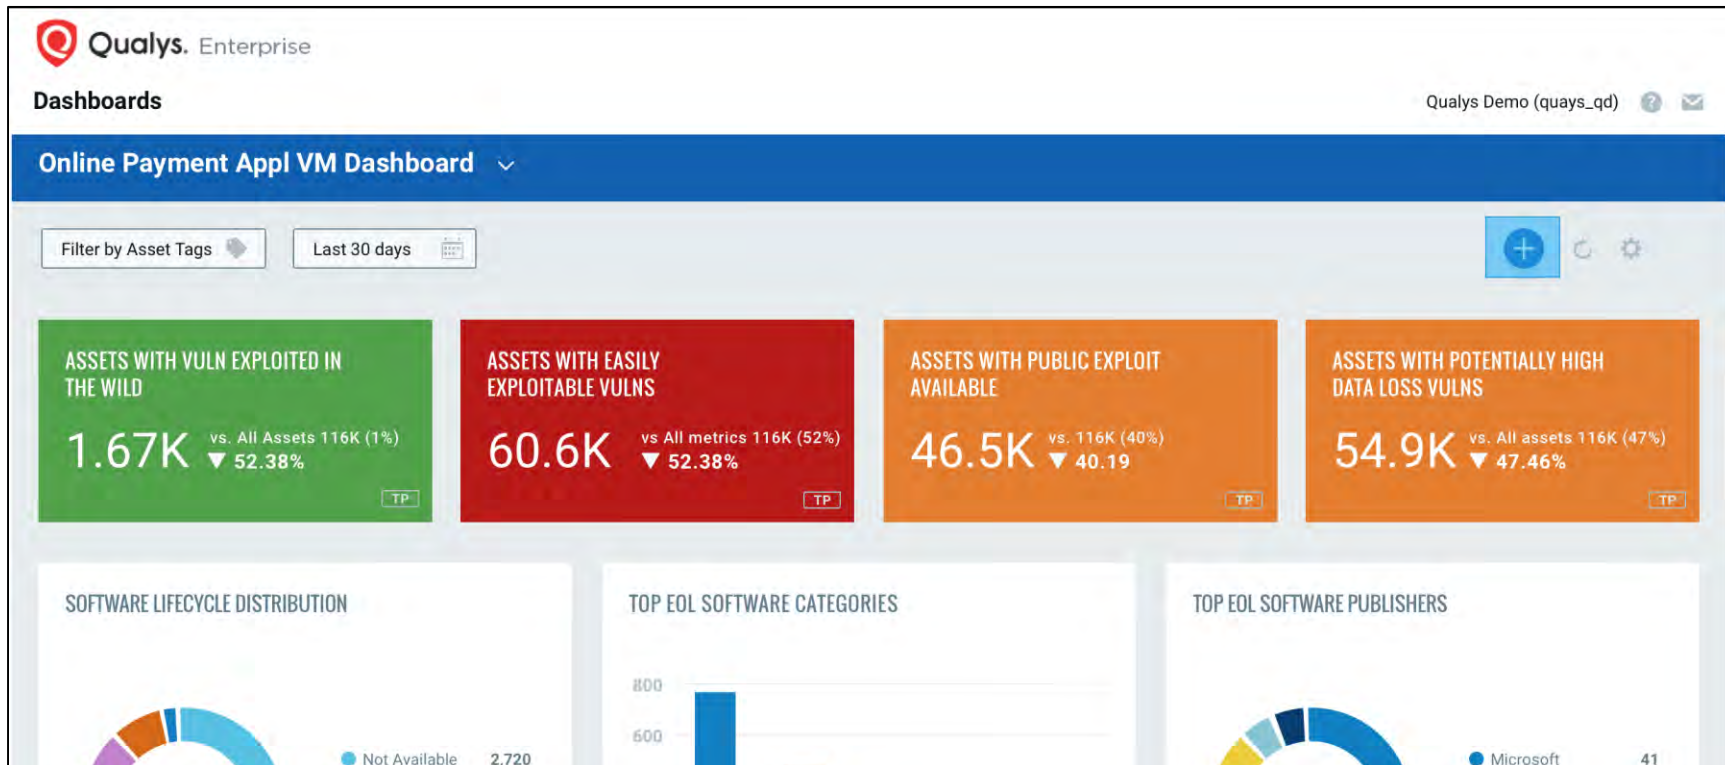 Qualys. Enterprise
Dashboards
Qualys Demo (quays_qd) ?
Online Payment Appl VM Dashboard
Filter by Asset Tags
Last 30 days
ASSETS WITH VULN EXPLOITED IN
THE WILD
1.67K vs. All Assets 116K (1%)
▼ 52.38%
TP
ASSETS WITH EASILY
EXPLOITABLE VULNS
60.6K vs All metrics 116K (52%)
▼ 52.38%
TP
ASSETS WITH PUBLIC EXPLOIT
AVAILABLE
46.5K vs. 116K (40%)
▼ 40.19
TP
ASSETS WITH POTENTIALLY HIGH
DATA LOSS VULNS
54.9K vs. All assets 116K (47%)
▼ 47.46%
TP
SOFTWARE LIFECYCLE DISTRIBUTION
Not Available 2,720
TOP EOL SOFTWARE CATEGORIES
800
600
TOP EOL SOFTWARE PUBLISHERS
Microsoft 41